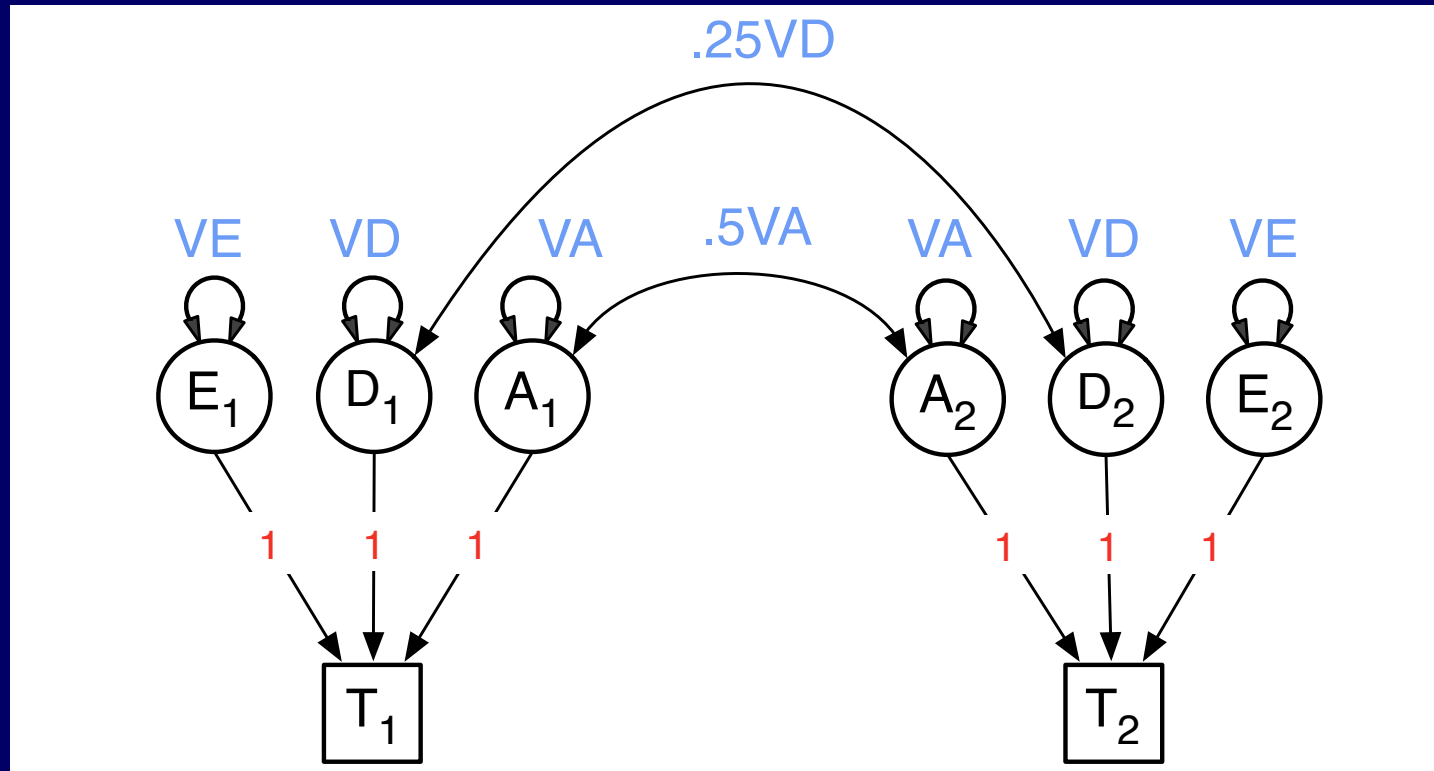 .25VD
VE VD VA .5VA VA VD VE
E1 D1 A1 A2 D2 E2
1 1 1 1 1 1
T1 T2